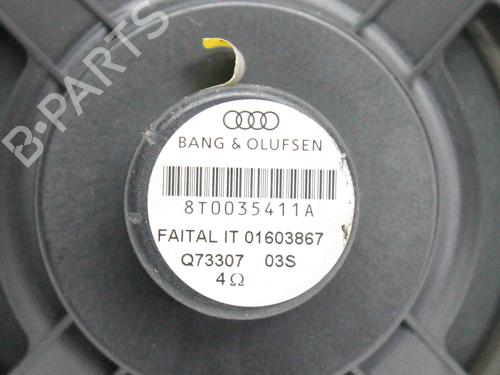 B-PARTS
BANG & OLUFSEN
8T0035411A
FAITAL IT 01603867
Q73307 03S
4Ω